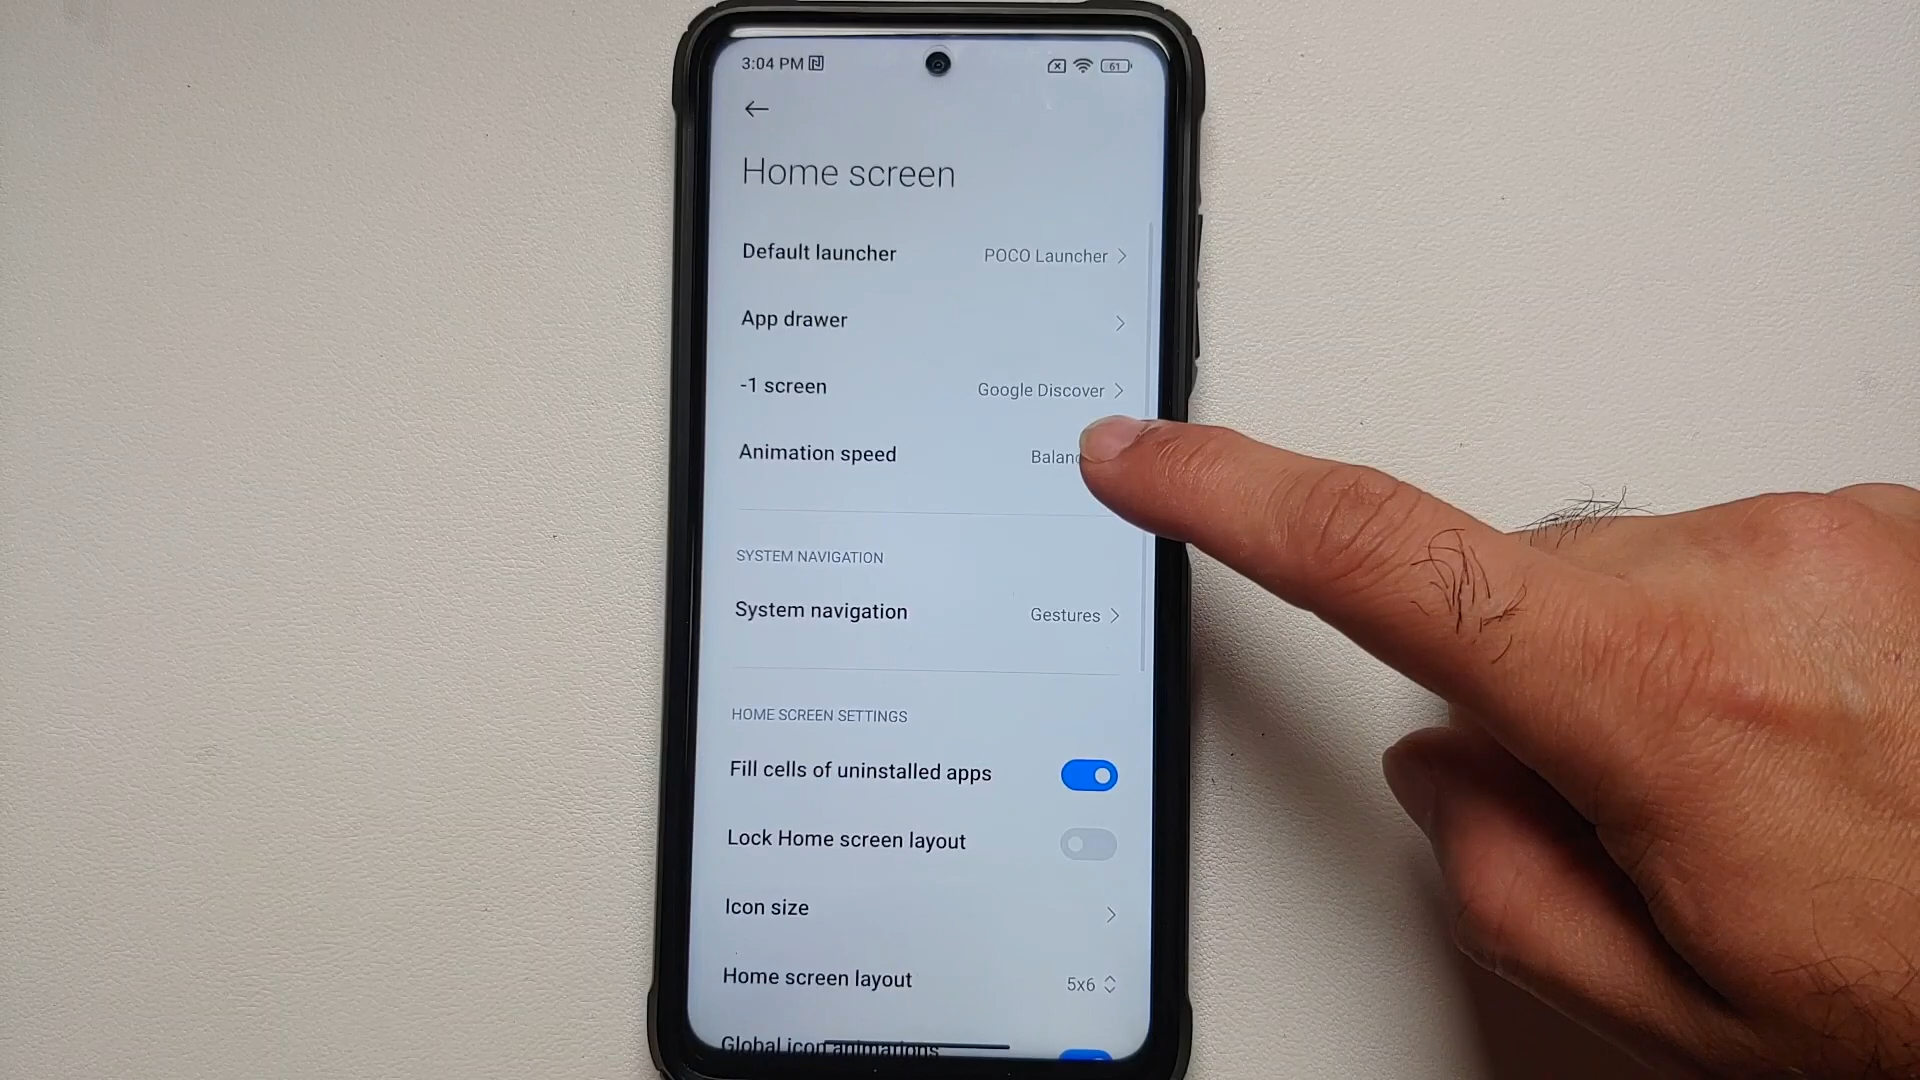 3:04 PM
61
Home screen
Default launcher POCO Launcher
App drawer
-1 screen Google Discover
Animation speed Balanc
SYSTEM NAVIGATION
System navigation Gestures
HOME SCREEN SETTINGS
Fill cells of uninstalled apps
Lock Home screen layout
Icon size
Home screen layout 5x6
Global icon animations